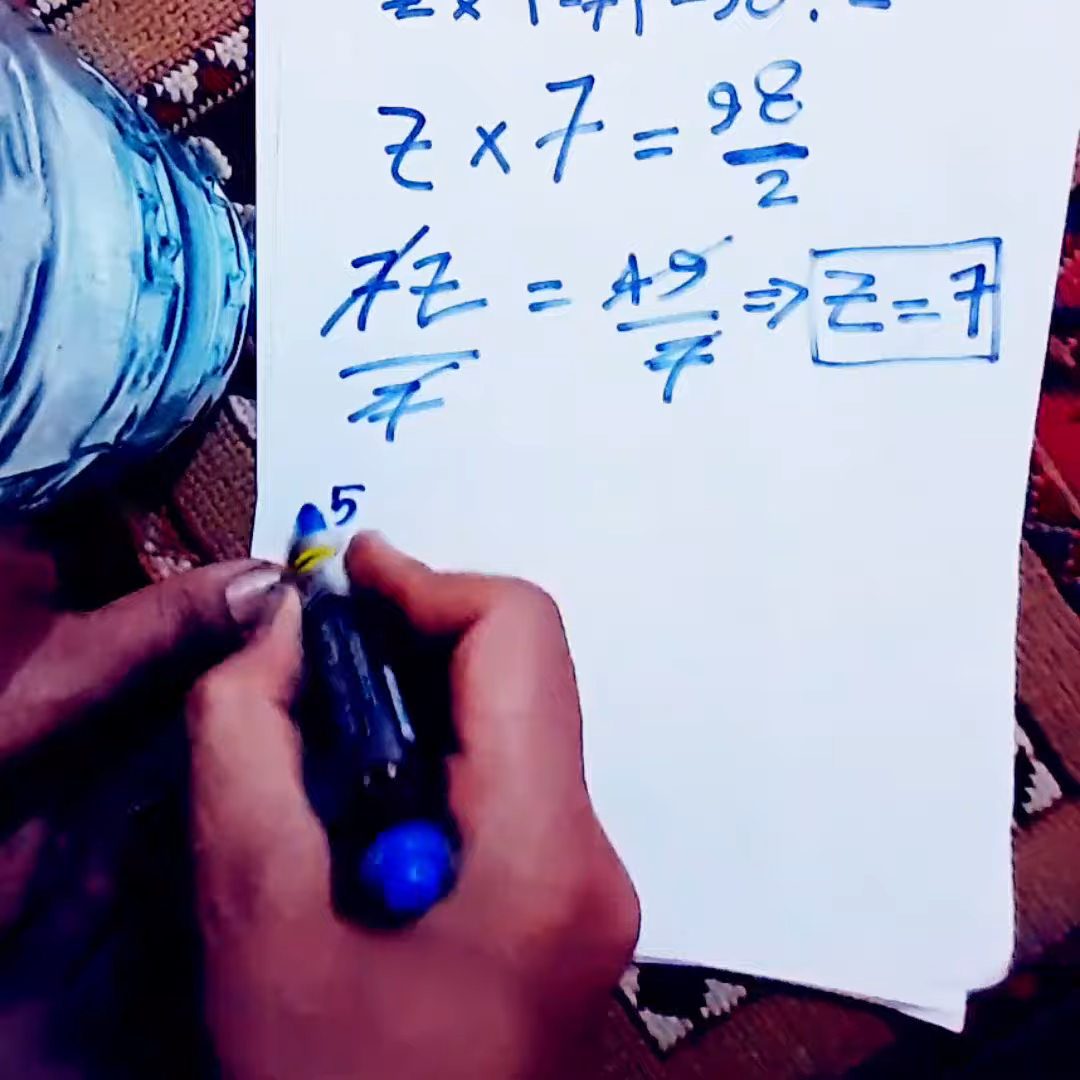 z × 7 = 98/2
7z/7 = 49/7 ⇒ z = 7
5